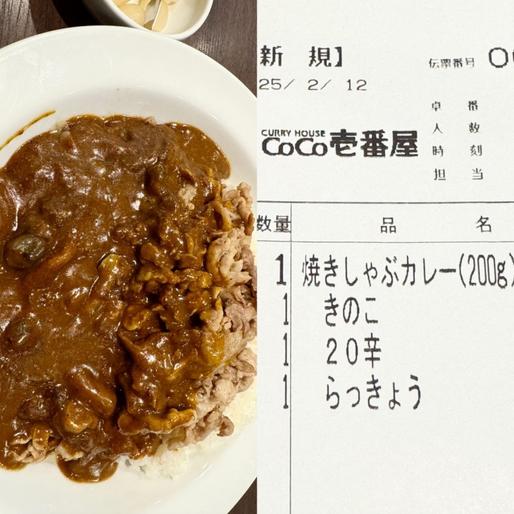 新 規】
伝票番号
25/ 2/ 12
卓 番
人 数
時 刻
担 当
CURRY HOUSE
CoCo壱番屋
数量 品 名
1 焼きしゃぶカレー(200g)
1 きのこ
1 20辛
1 らっきょう